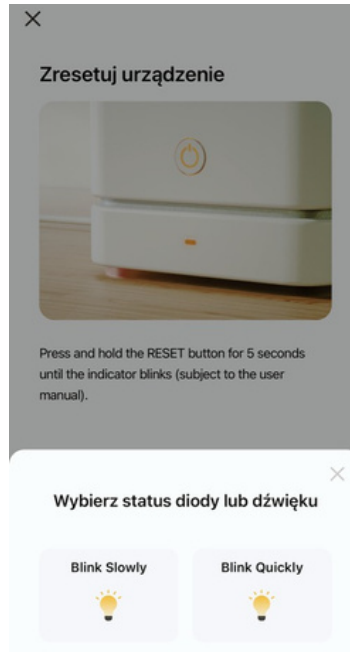 Zresetuj urządzenie
Press and hold the RESET button for 5 seconds
until the indicator blinks (subject to the user
manual).
Wybierz status diody lub dźwięku
Blink Slowly
Blink Quickly